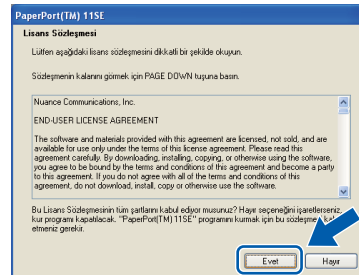 PaperPort(TM) 11SE
Lisans Sözleşmesi
Lütfen aşağıdaki lisans sözleşmesini dikkatli bir şekilde okuyun.
Sözleşmenin kalanını görmek için PAGE DOWN tuşuna basın.
Nuance Communications, Inc.
END-USER LICENSE AGREEMENT
The software and materials provided with this agreement are licensed, not sold, and are
available for use only under the terms of this license agreement. Please read this
agreement carefully. By downloading, installing, copying, or otherwise using the software,
you agree to be bound by the terms and conditions of this agreement and become a party
to this agreement. If you do not agree with all of the terms and conditions of this
agreement, do not download, install, copy or otherwise use the software.
Bu Lisans Sözleşmesinin tüm şartlarını kabul ediyor musunuz? Hayır seçeneğini işaretlerseniz,
kur programı kapatılacak. "PaperPort(TM) 11SE" programını kurmak için bu sözleşmeyi
etmeniz gerekir.
Evet Hayır